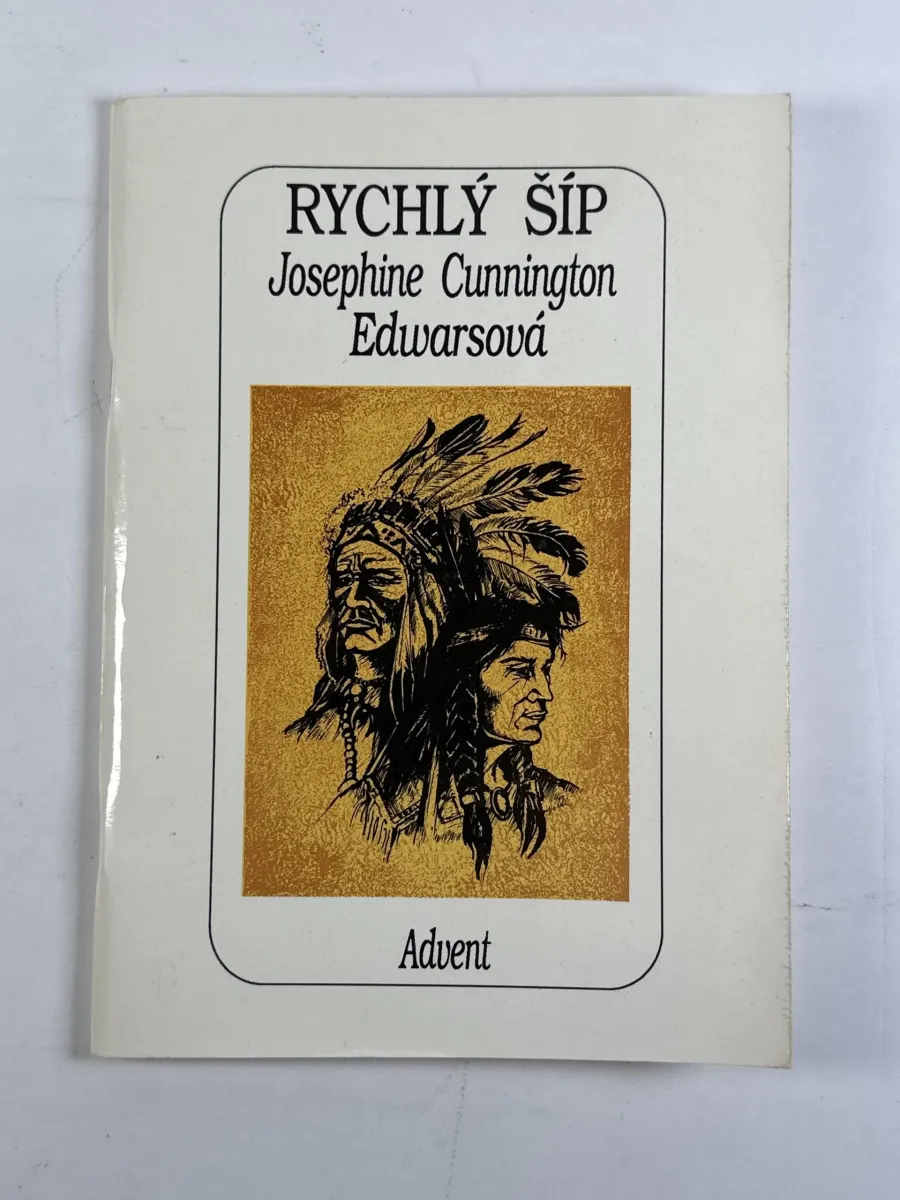 RYCHLÝ ŠÍP
Josephine Cunnington
Edwarsová
Advent